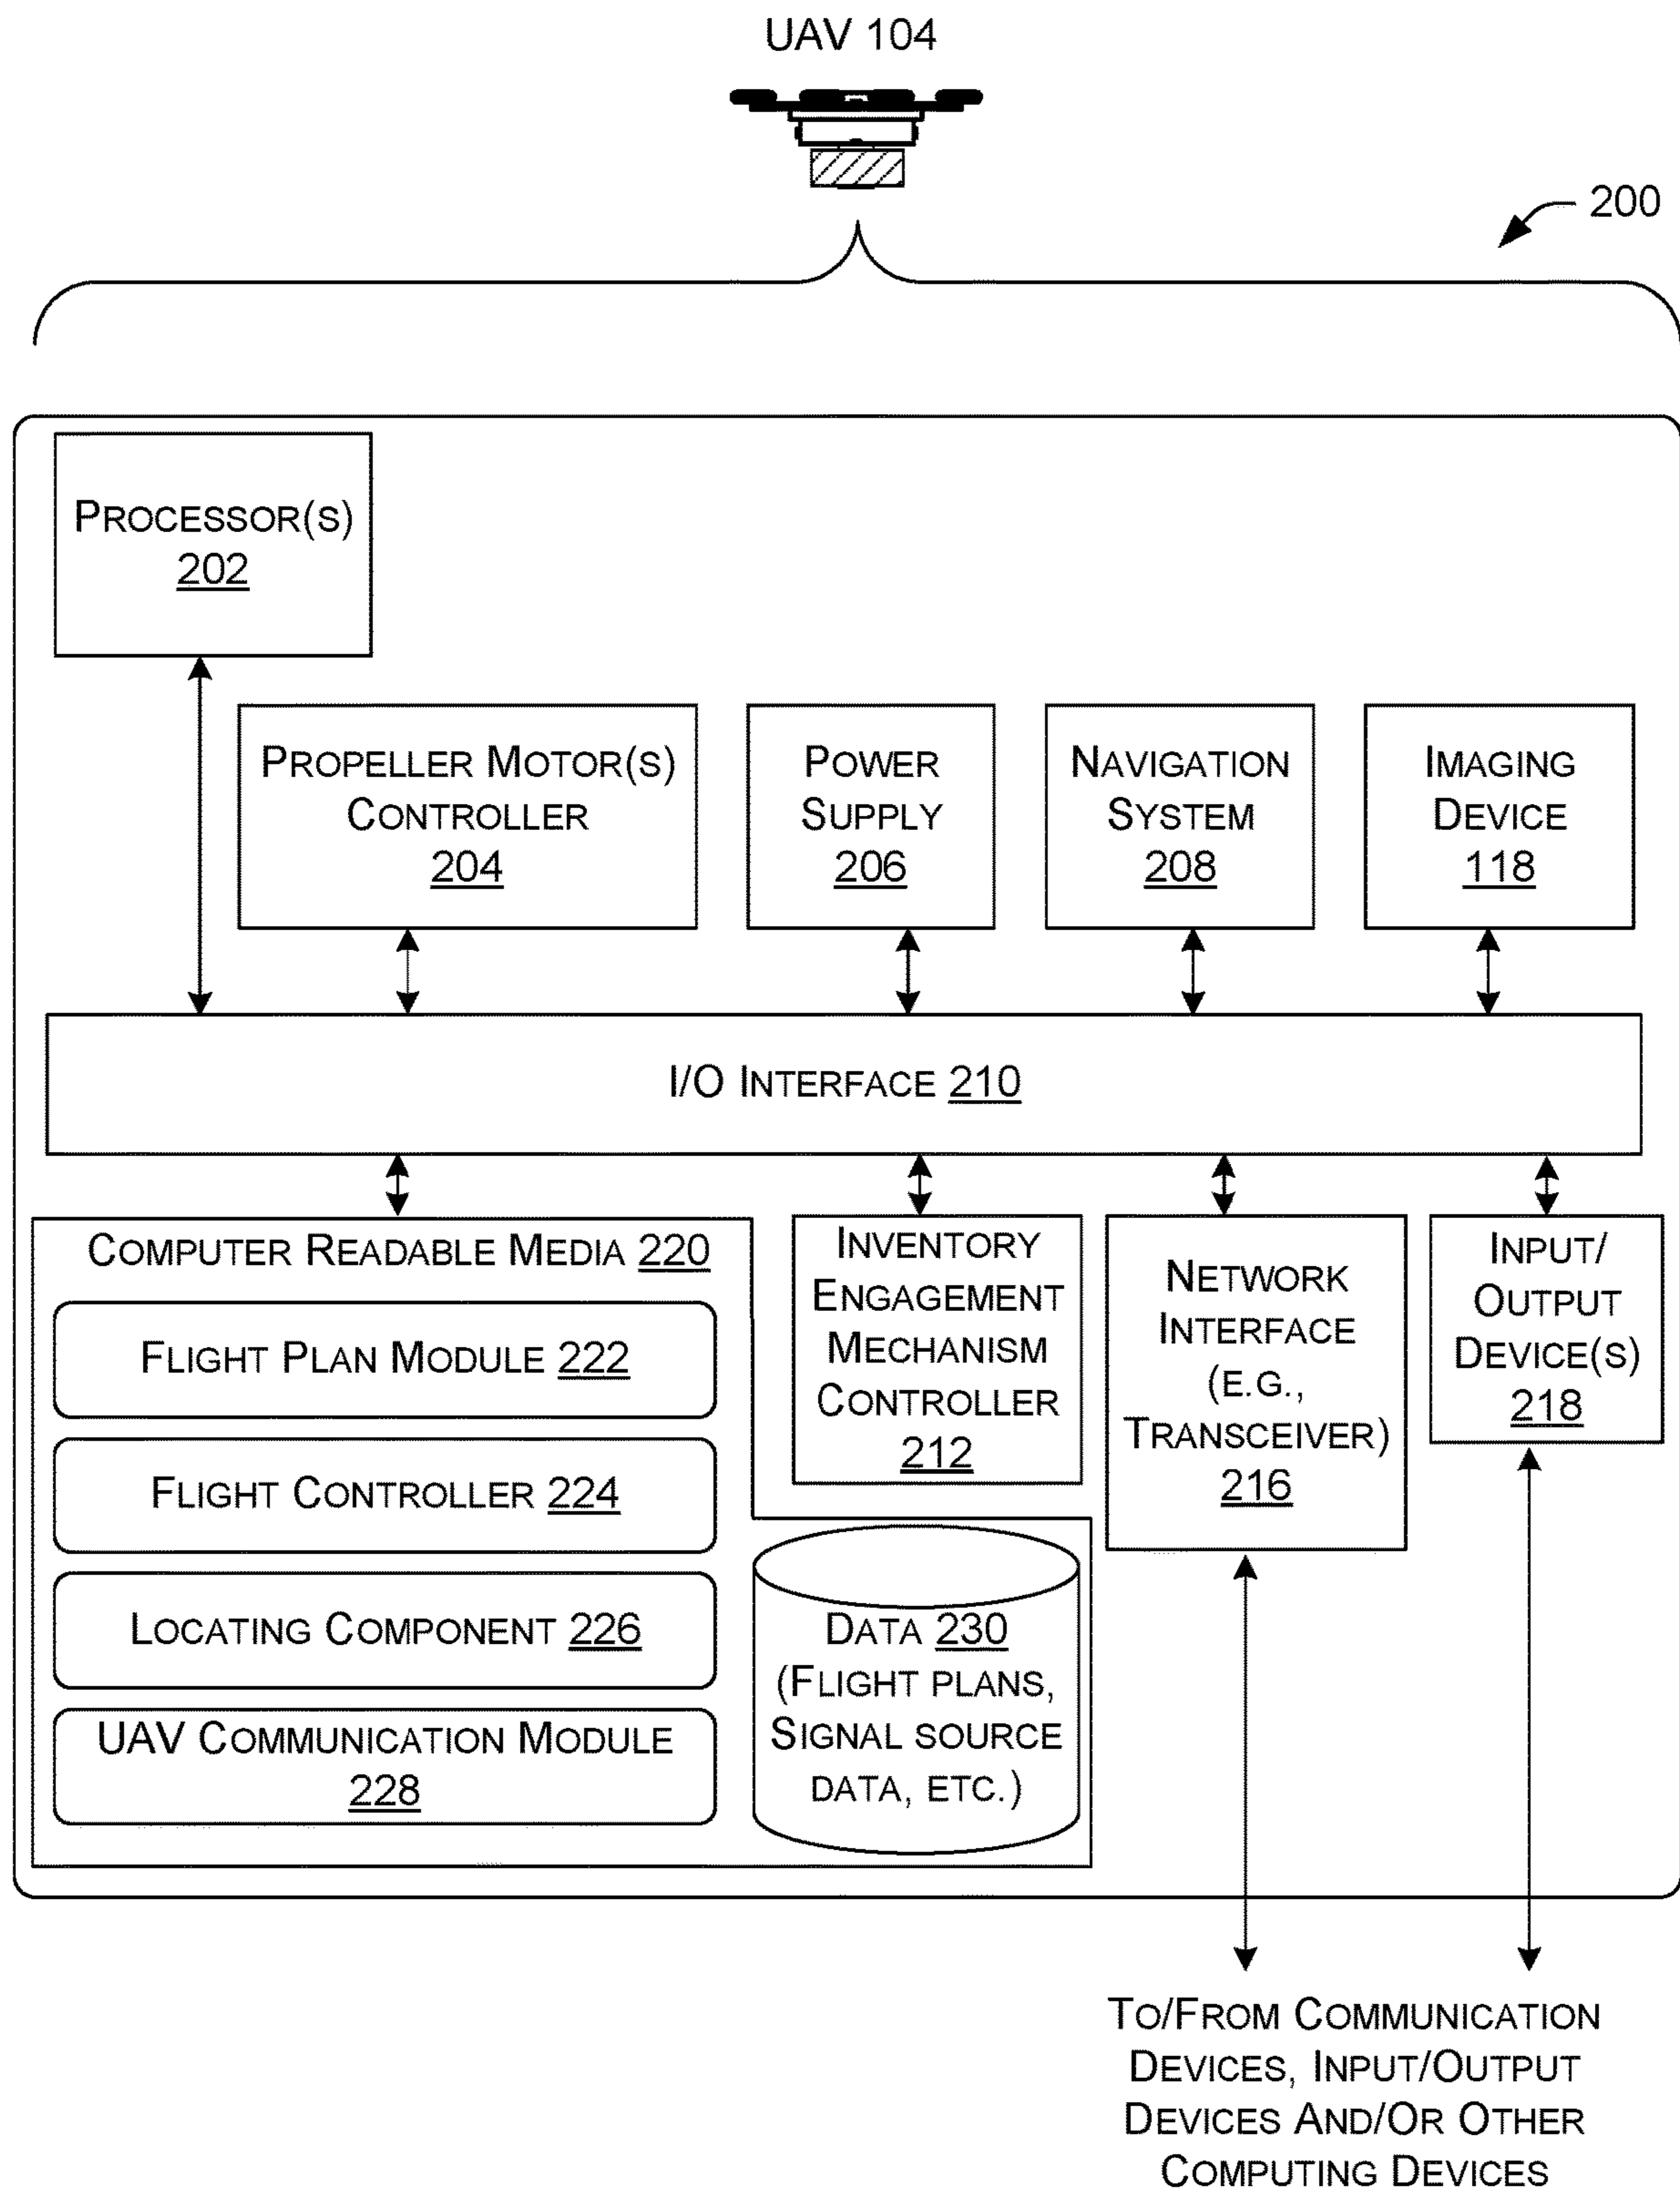 UAV 104
200
PROCESSOR(S)
202
PROPELLER MOTOR(S)
CONTROLLER
204
POWER
SUPPLY
206
NAVIGATION
SYSTEM
208
IMAGING
DEVICE
118
I/O INTERFACE 210
COMPUTER READABLE MEDIA 220
FLIGHT PLAN MODULE 222
FLIGHT CONTROLLER 224
LOCATING COMPONENT 226
UAV COMMUNICATION MODULE
228
DATA 230
(FLIGHT PLANS,
SIGNAL SOURCE
DATA, ETC.)
INVENTORY
ENGAGEMENT
MECHANISM
CONTROLLER
212
NETWORK
INTERFACE
(E.G.,
TRANSCEIVER)
216
INPUT/
OUTPUT
DEVICE(S)
218
TO/FROM COMMUNICATION
DEVICES, INPUT/OUTPUT
DEVICES AND/OR OTHER
COMPUTING DEVICES